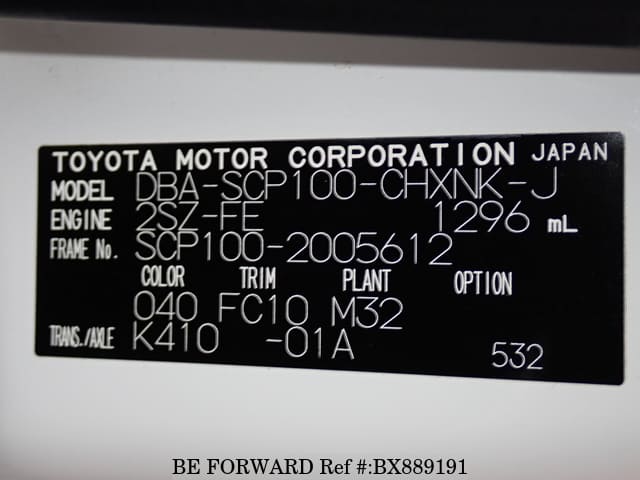 TOYOTA MOTOR CORPORATION JAPAN
MODEL DBA-SCP100-CHXNK-J
ENGINE 2SZ-FE 1296 mL
FRAME No. SCP100-2005612
COLOR TRIM PLANT OPTION
040 FC10 M32
TRANS./AXLE K410 -01A
532
BE FORWARD Ref #:BX889191